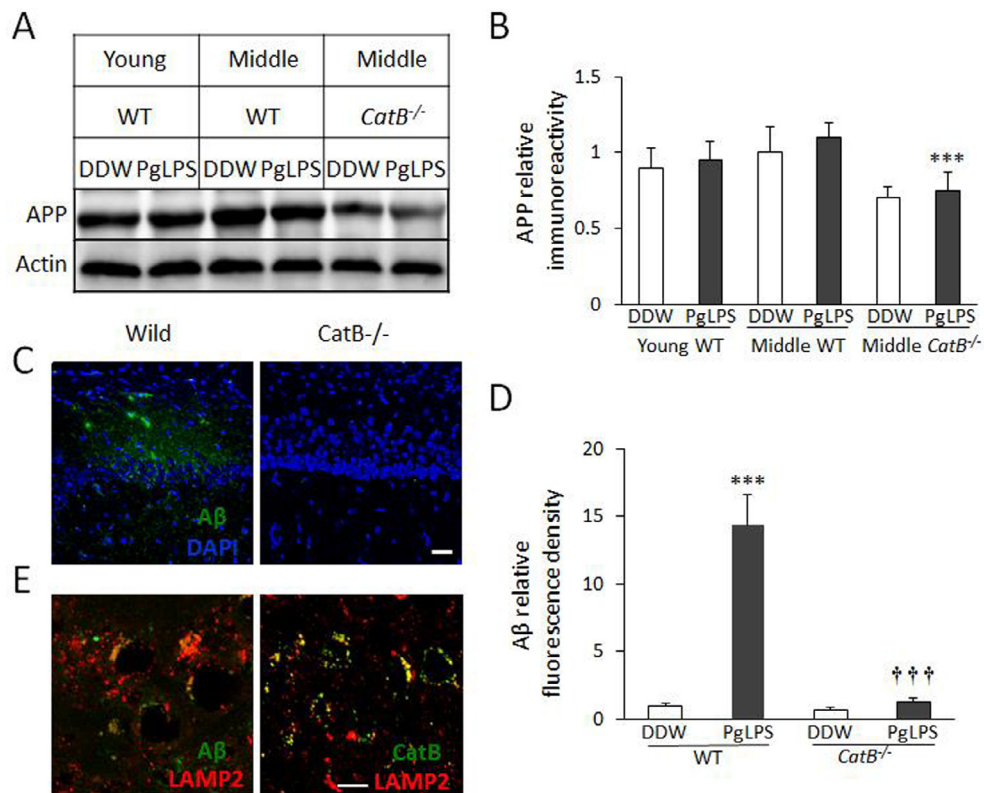 A
Young Middle Middle
WT WT CatB-/-
DDW PgLPS DDW PgLPS DDW PgLPS
APP
Actin
B
APP relative
immunoreactivity
1.5
1
0.5
0
***
DDW PgLPS DDW PgLPS DDW PgLPS
Young WT Middle WT Middle CatB-/-
Wild CatB-/-
C
Aβ
DAPI
D
Aβ relative
fluorescence density
20
15
10
5
0
***
†††
DDW PgLPS DDW PgLPS
WT CatB-/-
E
Aβ
LAMP2
CatB
LAMP2